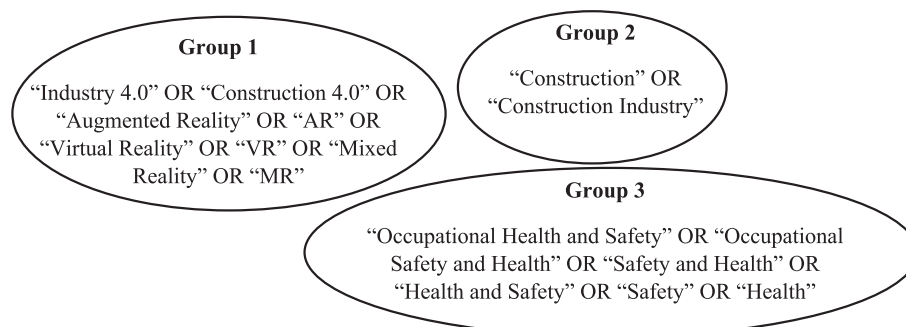 Group 1
“Industry 4.0” OR “Construction 4.0” OR
“Augmented Reality” OR “AR” OR
“Virtual Reality” OR “VR” OR “Mixed
Reality” OR “MR”
Group 2
“Construction” OR
“Construction Industry”
Group 3
“Occupational Health and Safety” OR “Occupational
Safety and Health” OR “Safety and Health” OR
“Health and Safety” OR “Safety” OR “Health”